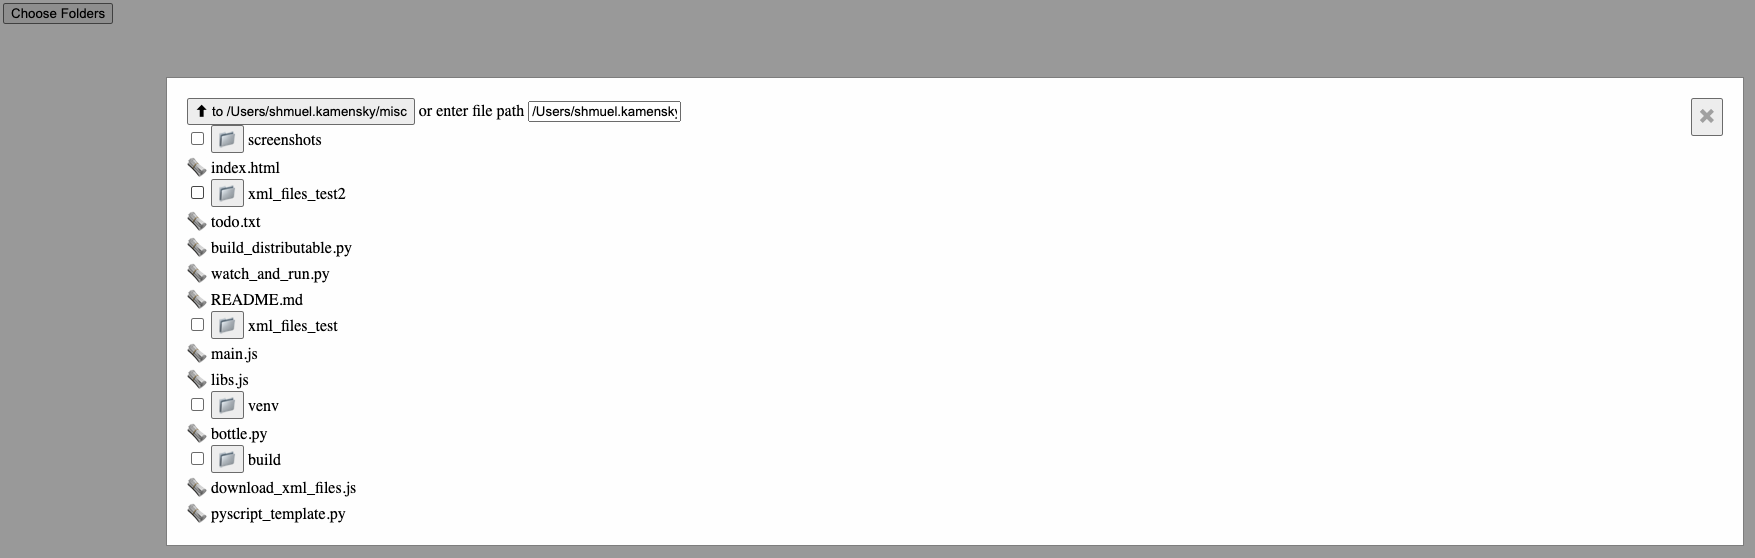 Choose Folders
to /Users/shmuel.kamensky/misc or enter file path /Users/shmuel.kamensky
screenshots
index.html
xml_files_test2
todo.txt
build_distributable.py
watch_and_run.py
README.md
xml_files_test
main.js
libs.js
venv
bottle.py
build
download_xml_files.js
pyscript_template.py